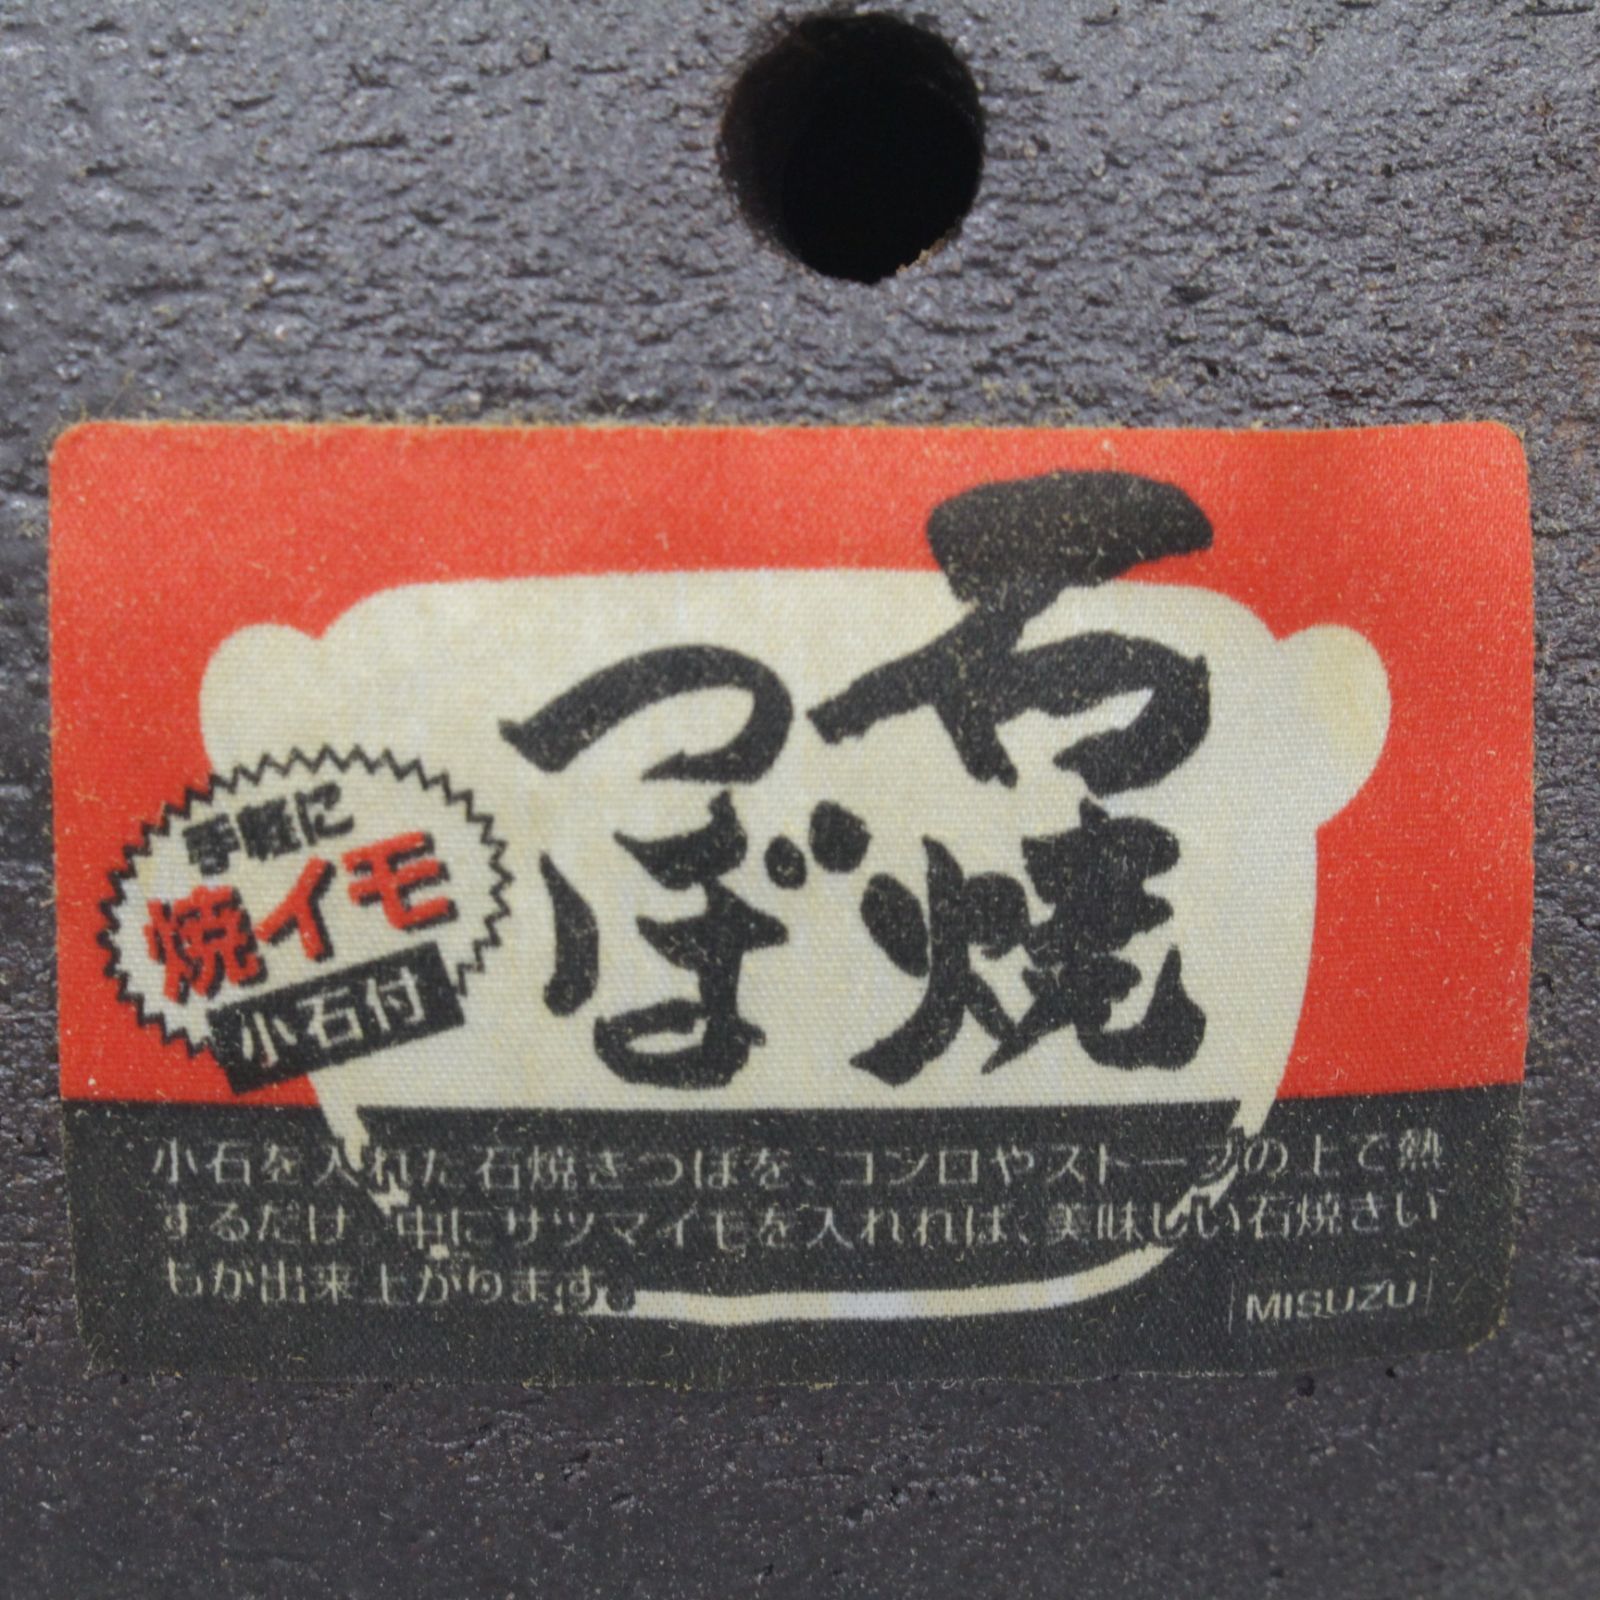 石焼
つぼ
手軽に
焼イモ
小石付
小石を入れた石焼きつぼを、コンロやストーブの上で熱
するだけ。中にサツマイモを入れれば、美味しい石焼きい
もが出来上がります。
MISUZU